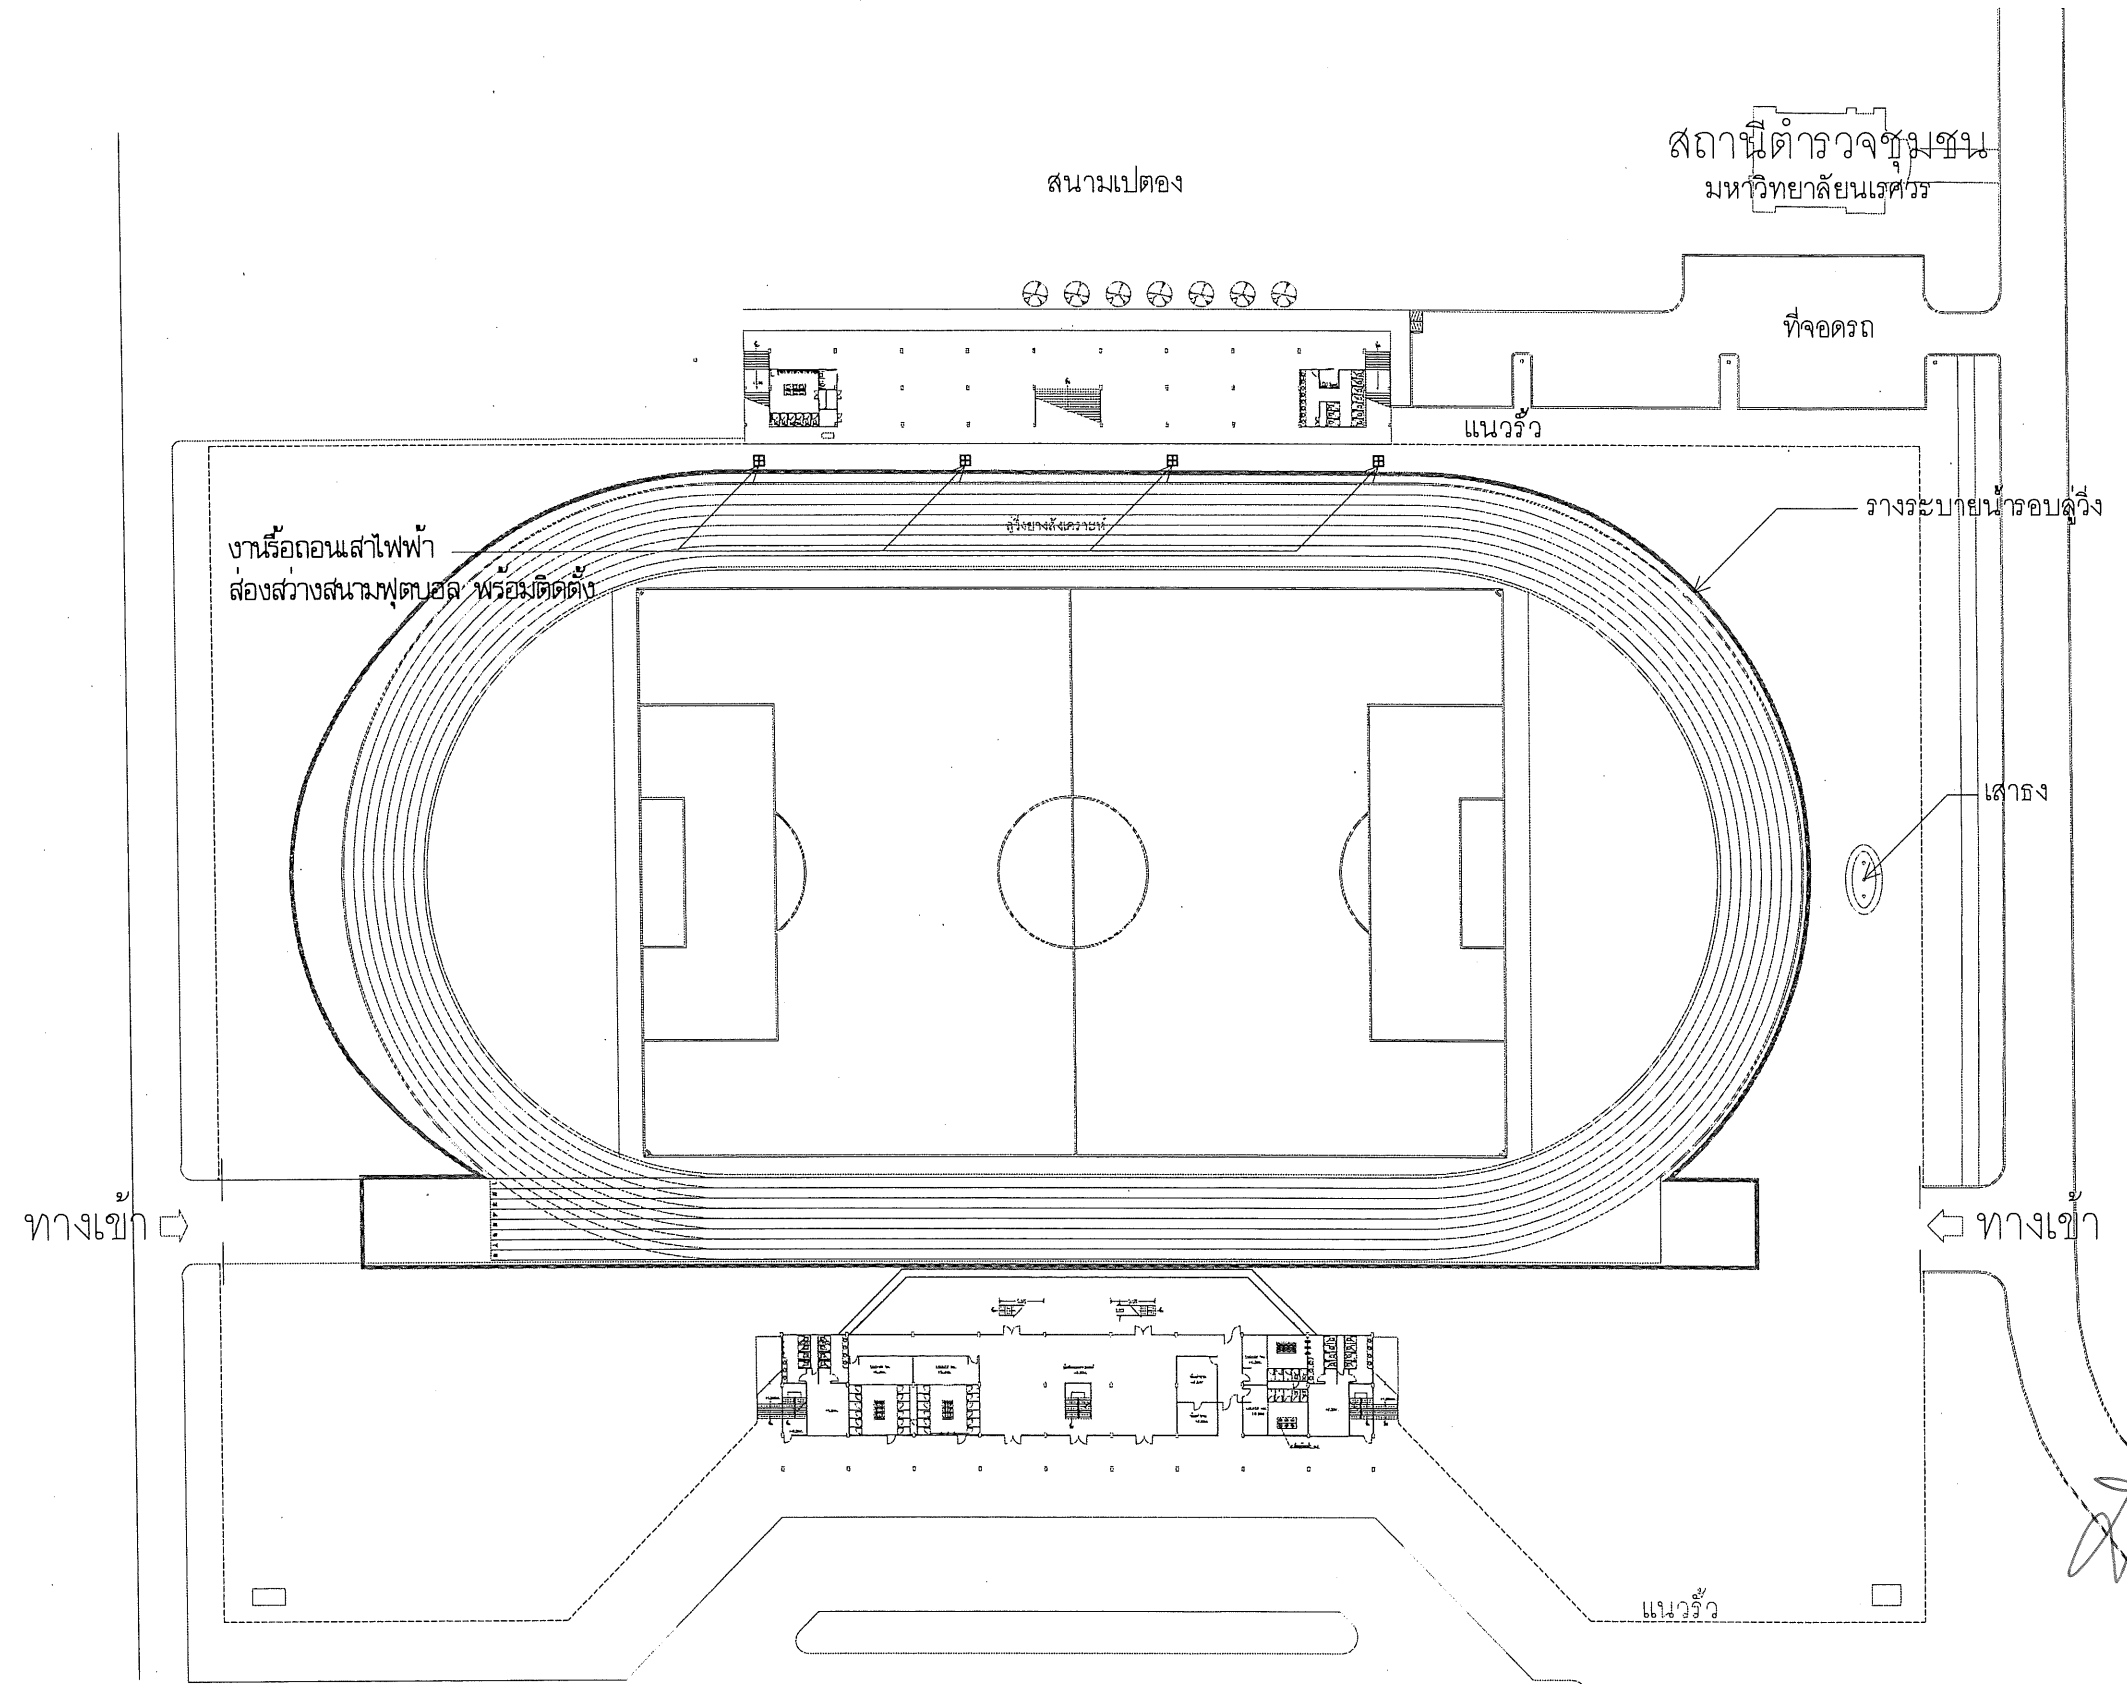 สถานีตำรวจชุมชน
มหาวิทยาลัยนเรศวร
สนามเปตอง
ที่จอดรถ
แนวรั้ว
รางระบายน้ำรอบลู่วิ่ง
ลู่วิ่งยางสังเคราะห์
งานรื้อถอนเสาไฟฟ้า
ส่องสว่างสนามฟุตบอล พร้อมติดตั้ง
เสาธง
ทางเข้า
ทางเข้า
แนวรั้ว